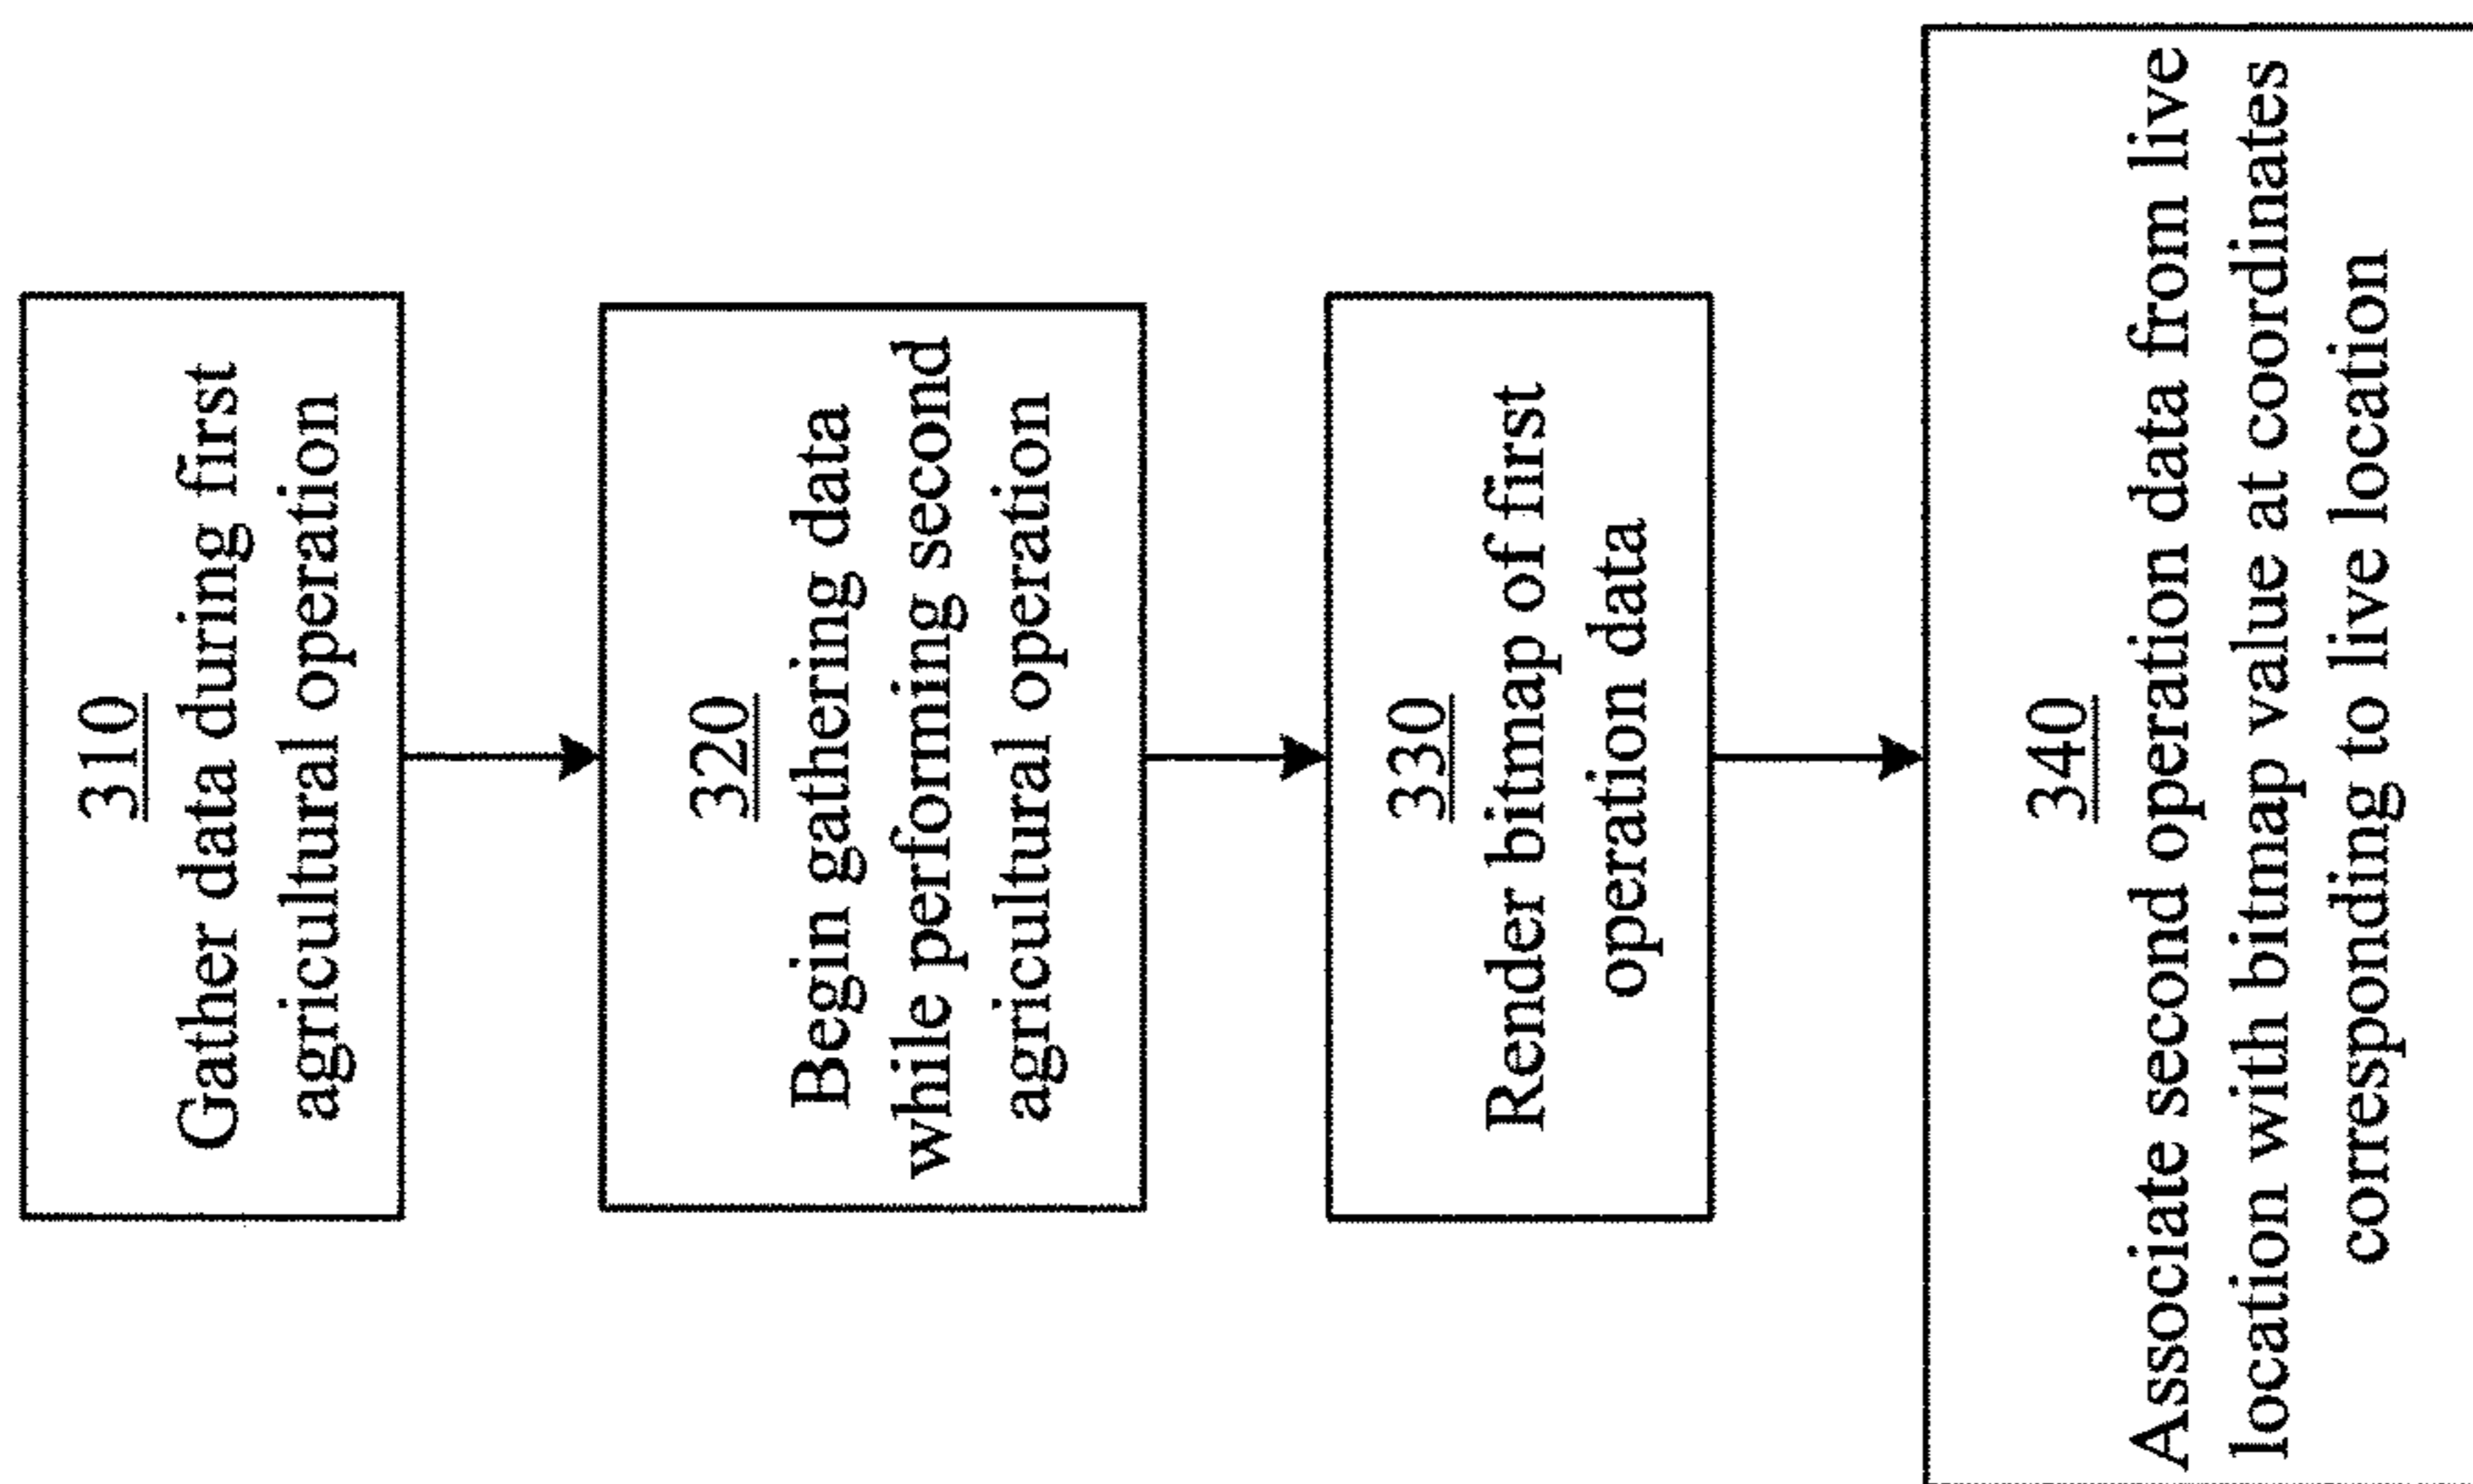 310
Gather data during first
agricultural operation
320
Begin gathering data
while performing second
agricultural operation
330
Render bitmap of first
operation data
340
Associate second operation data from live
location with bitmap value at coordinates
corresponding to live location